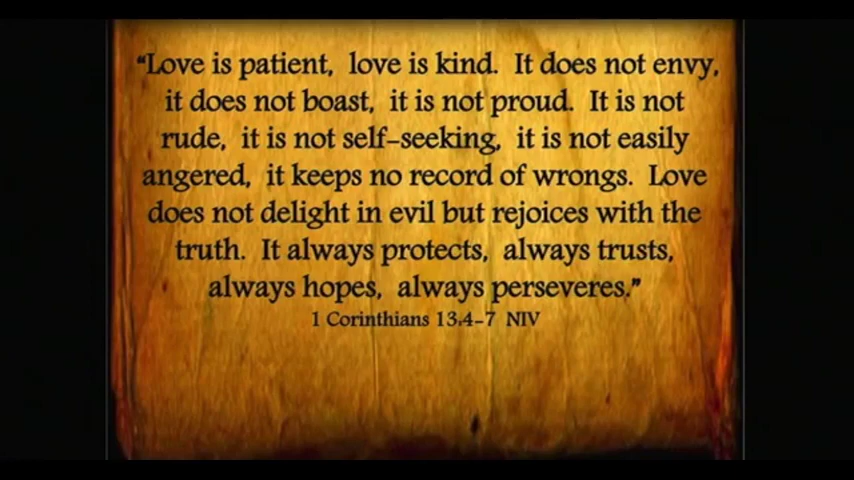 “Love is patient, love is kind. It does not envy,
it does not boast, it is not proud. It is not
rude, it is not self-seeking, it is not easily
angered, it keeps no record of wrongs. Love
does not delight in evil but rejoices with the
truth. It always protects, always trusts,
always hopes, always perseveres.”
1 Corinthians 13.4-7 NIV